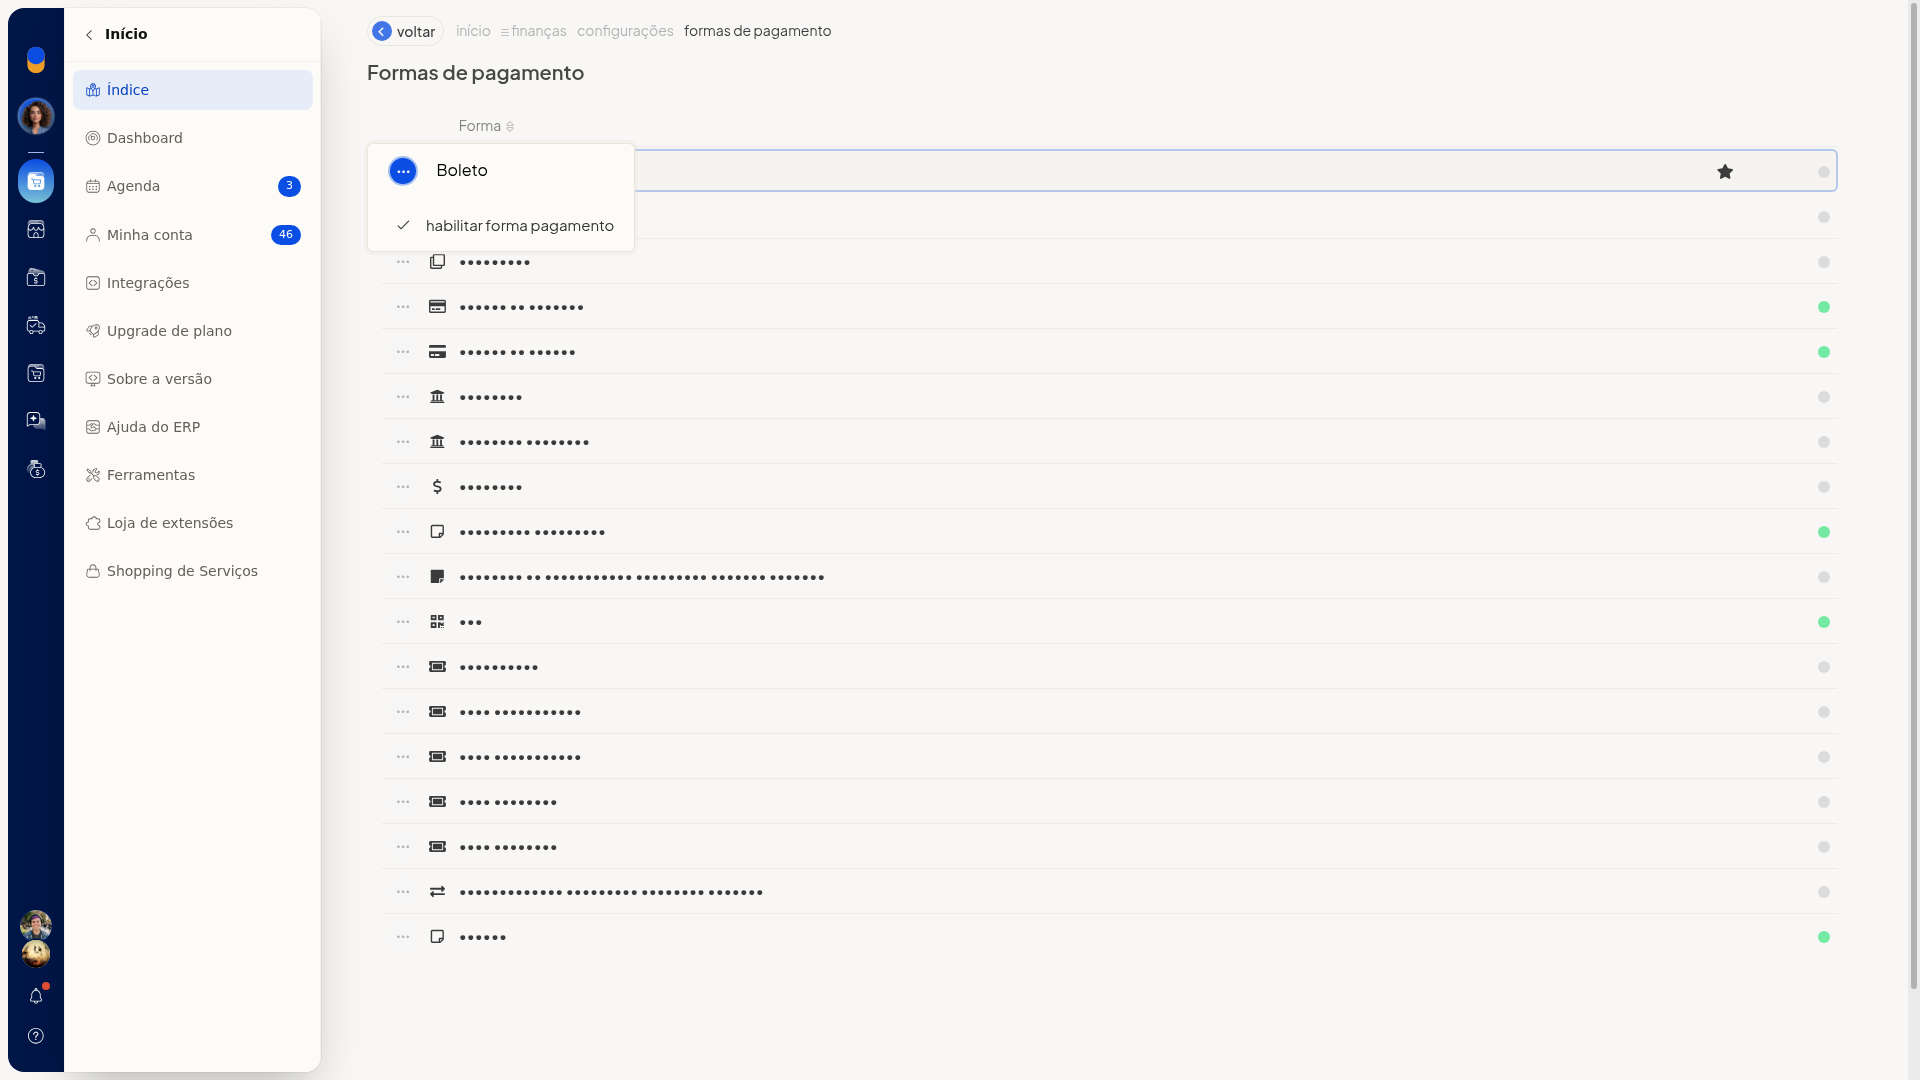 Início
Índice
Dashboard
Agenda 3
Minha conta 46
Integrações
Upgrade de plano
Sobre a versão
Ajuda do ERP
Ferramentas
Loja de extensões
Shopping de Serviços
voltar início finanças configurações formas de pagamento
Formas de pagamento
Forma
Boleto
habilitar forma pagamento